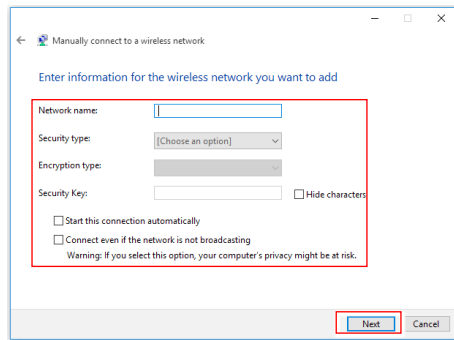 Manually connect to a wireless network
Enter information for the wireless network you want to add
Network name:
Security type: [Choose an option]
Encryption type:
Security Key: Hide characters
Start this connection automatically
Connect even if the network is not broadcasting
Warning: If you select this option, your computer's privacy might be at risk.
Next Cancel